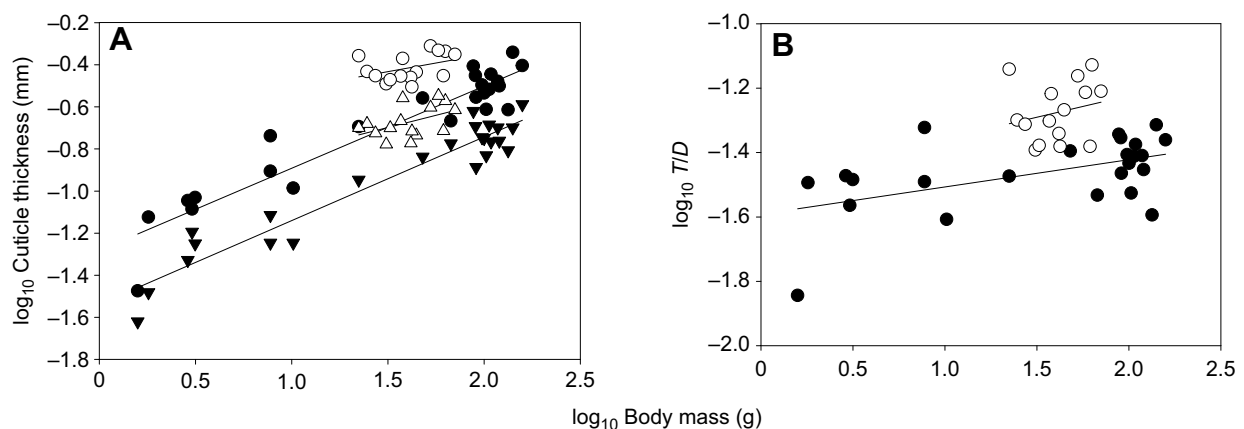 A
B
log10 Cuticle thickness (mm)
–0.2
–0.4
–0.6
–0.8
–1.0
–1.2
–1.4
–1.6
–1.8
0 0.5 1.0 1.5 2.0 2.5
log10 T/D
–1.0
–1.2
–1.4
–1.6
–1.8
–2.0
0 0.5 1.0 1.5 2.0 2.5
log10 Body mass (g)